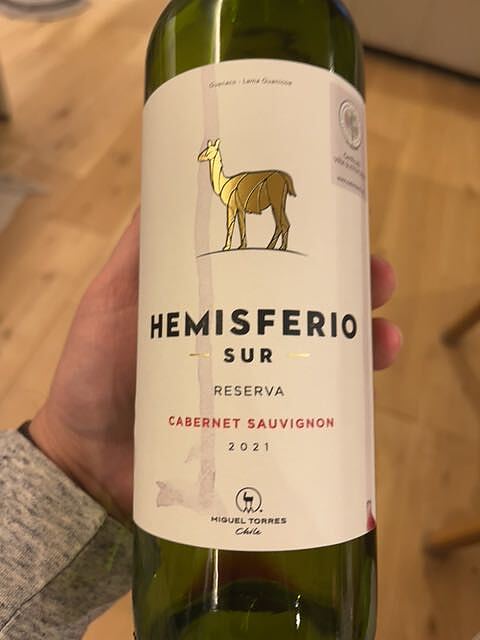 Guanaco - Lama Guanicoe
HEMISFERIO
SUR
RESERVA
CABERNET SAUVIGNON
2021
MIGUEL TORRES
Chile